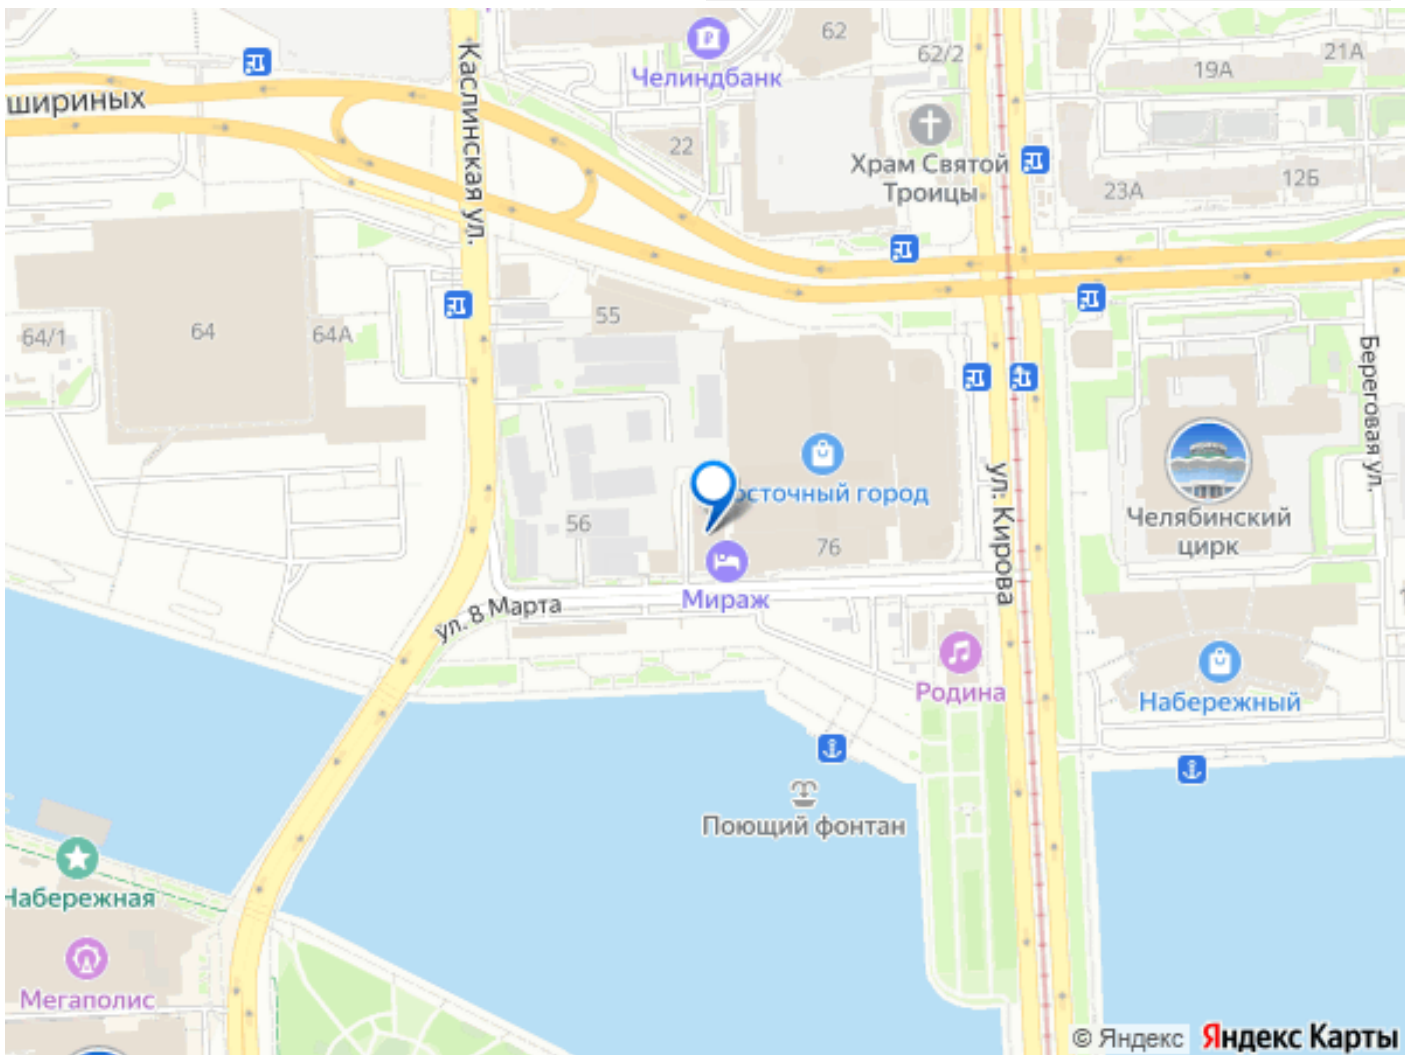 Челиндбанк
62
62/2
19А
21А
шириных
Каслинская ул.
22
Храм Святой
Троицы
23А
12Б
64/1
64
64А
55
Береговая ул.
осточный город
ул. Кирова
Челябинский
цирк
56
76
Мираж
ул. 8 Марта
Родина
Набережный
Поющий фонтан
Набережная
Мегаполис
© Яндекс Яндекс Карты